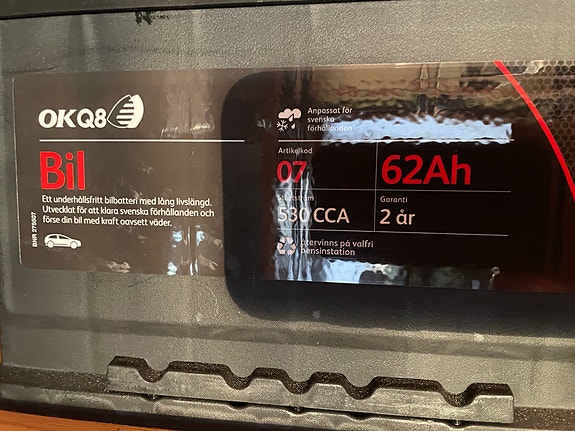 OKQ8
Bil
Ett underhållsfritt bilbatteri med lång livslängd.
Utvecklat för att klara svenska förhållanden och
förse din bil med kraft oavsett väder.
BNR 275507
Anpassat för
svenska
förhållanden
Artikelkod
07
62Ah
530 CCA
Garanti
2 år
återvinns på valfri
bensinstation